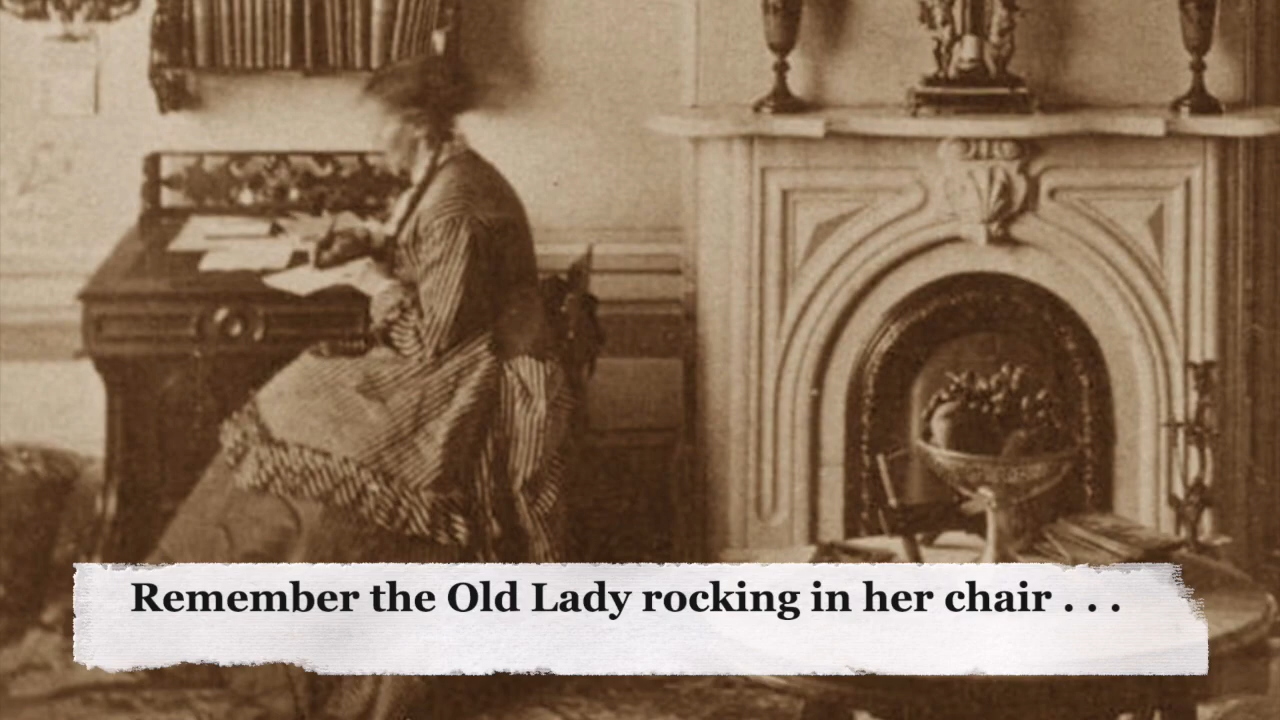 Remember the Old Lady rocking in her chair . . .